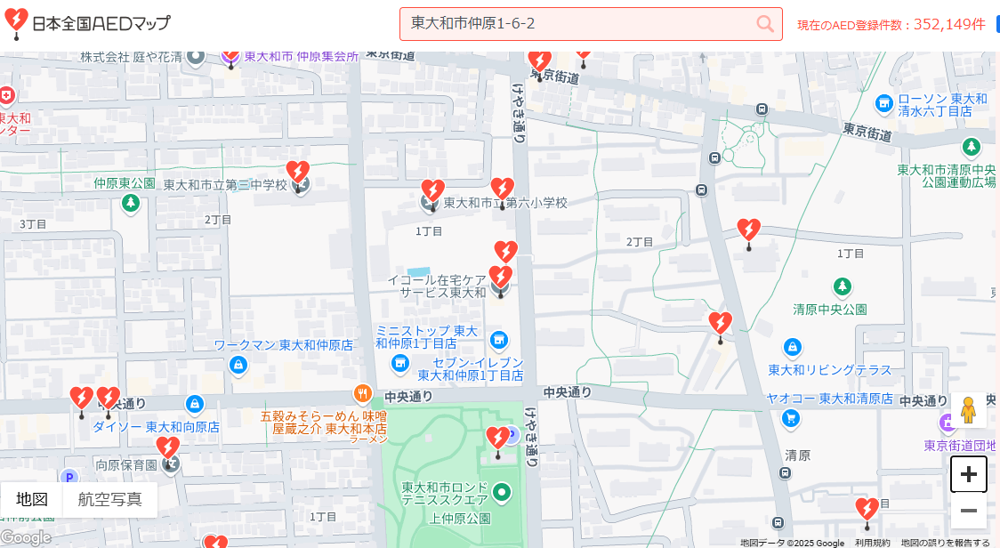 日本全国AEDマップ
東大和市仲原1-6-2
現在のAED登録件数：352,149件
株式会社 庭や花清
東大和市 仲原集会所
東京街道
東京街道
けやき通り
ローソン 東大和
清水六丁目店
東京街道
東大和
ンター
東大和市清原中央
公園運動広場
仲原東公園
東大和市立第三中学校
東大和市立第六小学校
3丁目
2丁目
1丁目
2丁目
1丁目
イコール在宅ケア
サービス東大和
清原中央公園
ミニストップ 東大
和仲原1丁目店
ワークマン 東大和仲原店
セブン-イレブン
東大和仲原1丁目店
東大和リビングテラス
中央通り
中央通り
中央通り
ヤオコー 東大和清原店
中央通り
ダイソー 東大和向原店
五穀みそらーめん 味噌
屋蔵之介 東大和本店
ラーメン
けやき通り
P
東京街道団地
向原保育園
清原
P
東大和市ロンド
テニススクエア
上仲原公園
地図
航空写真
1丁目
目
Google
地図データ ©2025 Google
利用規約
地図の誤りを報告する